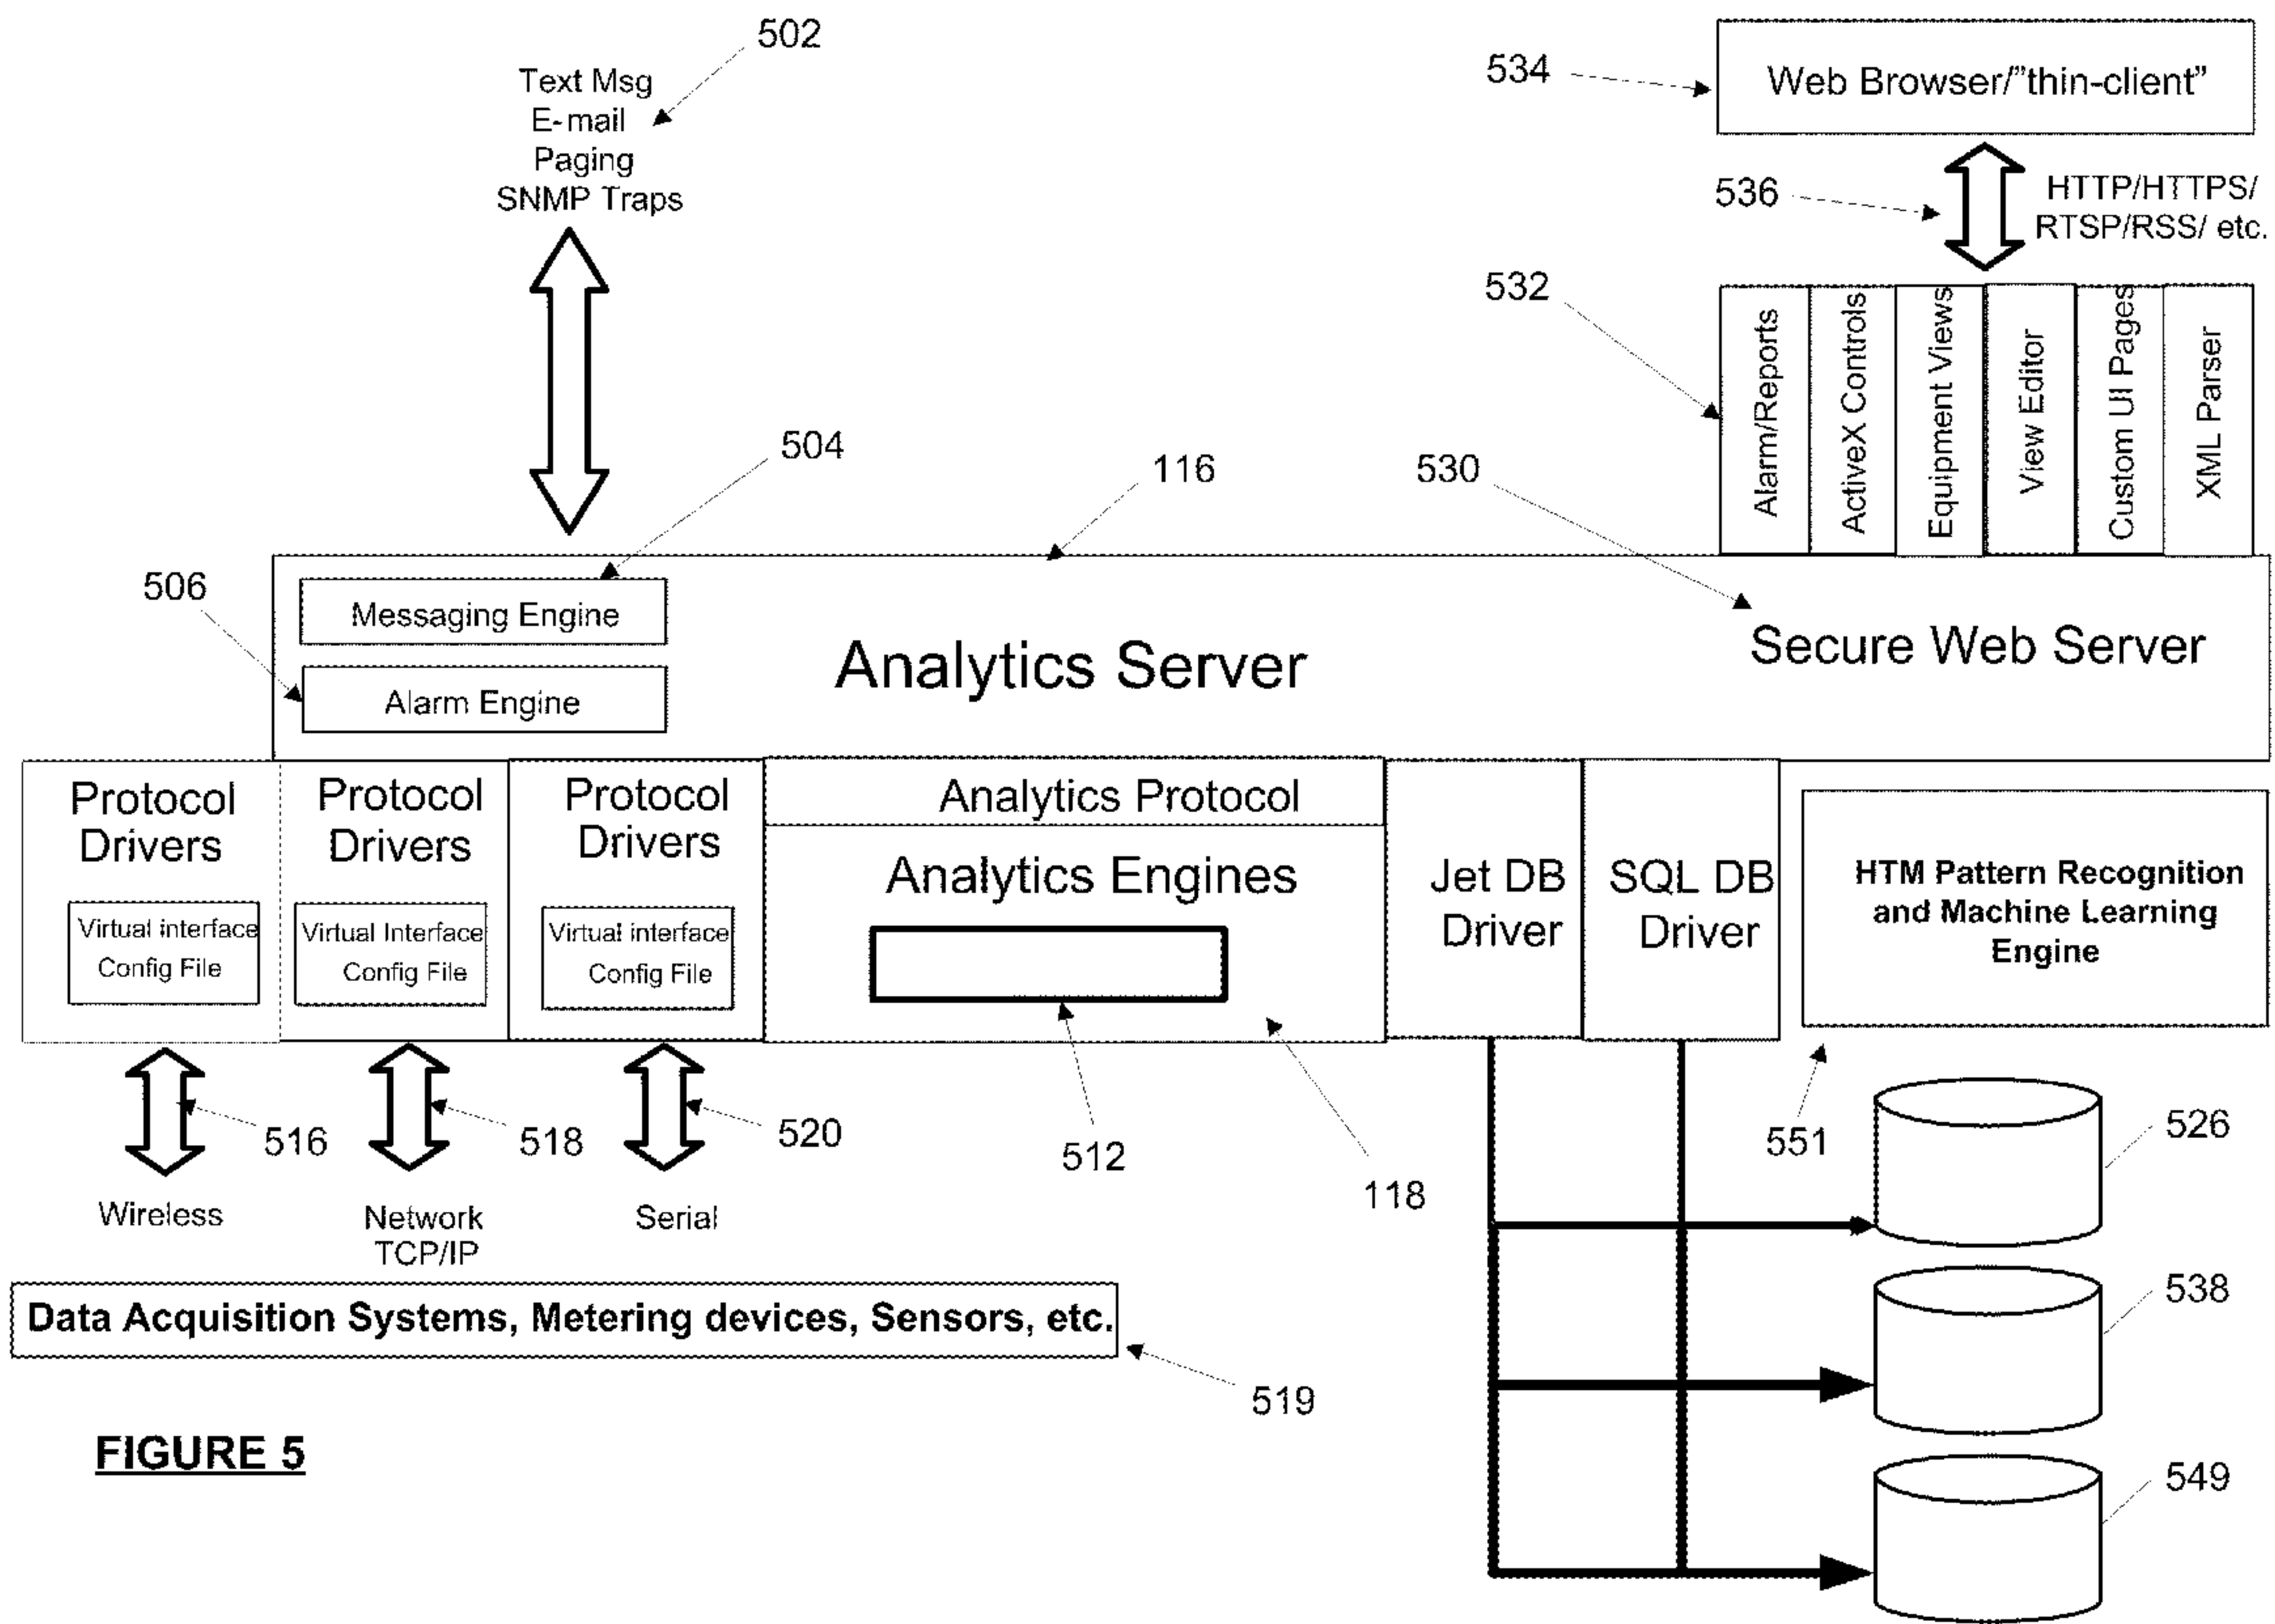 502
Text Msg
E-mail
Paging
SNMP Traps
534
Web Browser/"thin-client"
536
HTTP/HTTPS/
RTSP/RSS/ etc.
532
Alarm/Reports
ActiveX Controls
Equipment Views
View Editor
Custom UI Pages
XML Parser
504
116
530
506
Messaging Engine
Alarm Engine
Analytics Server
Secure Web Server
Protocol
Drivers
Virtual interface
Config File
Protocol
Drivers
Virtual Interface
Config File
Protocol
Drivers
Virtual interface
Config File
Analytics Protocol
Analytics Engines
Jet DB
Driver
SQL DB
Driver
HTM Pattern Recognition
and Machine Learning
Engine
516
518
520
512
118
551
526
Wireless
Network
TCP/IP
Serial
538
Data Acquisition Systems, Metering devices, Sensors, etc.
519
FIGURE 5
549